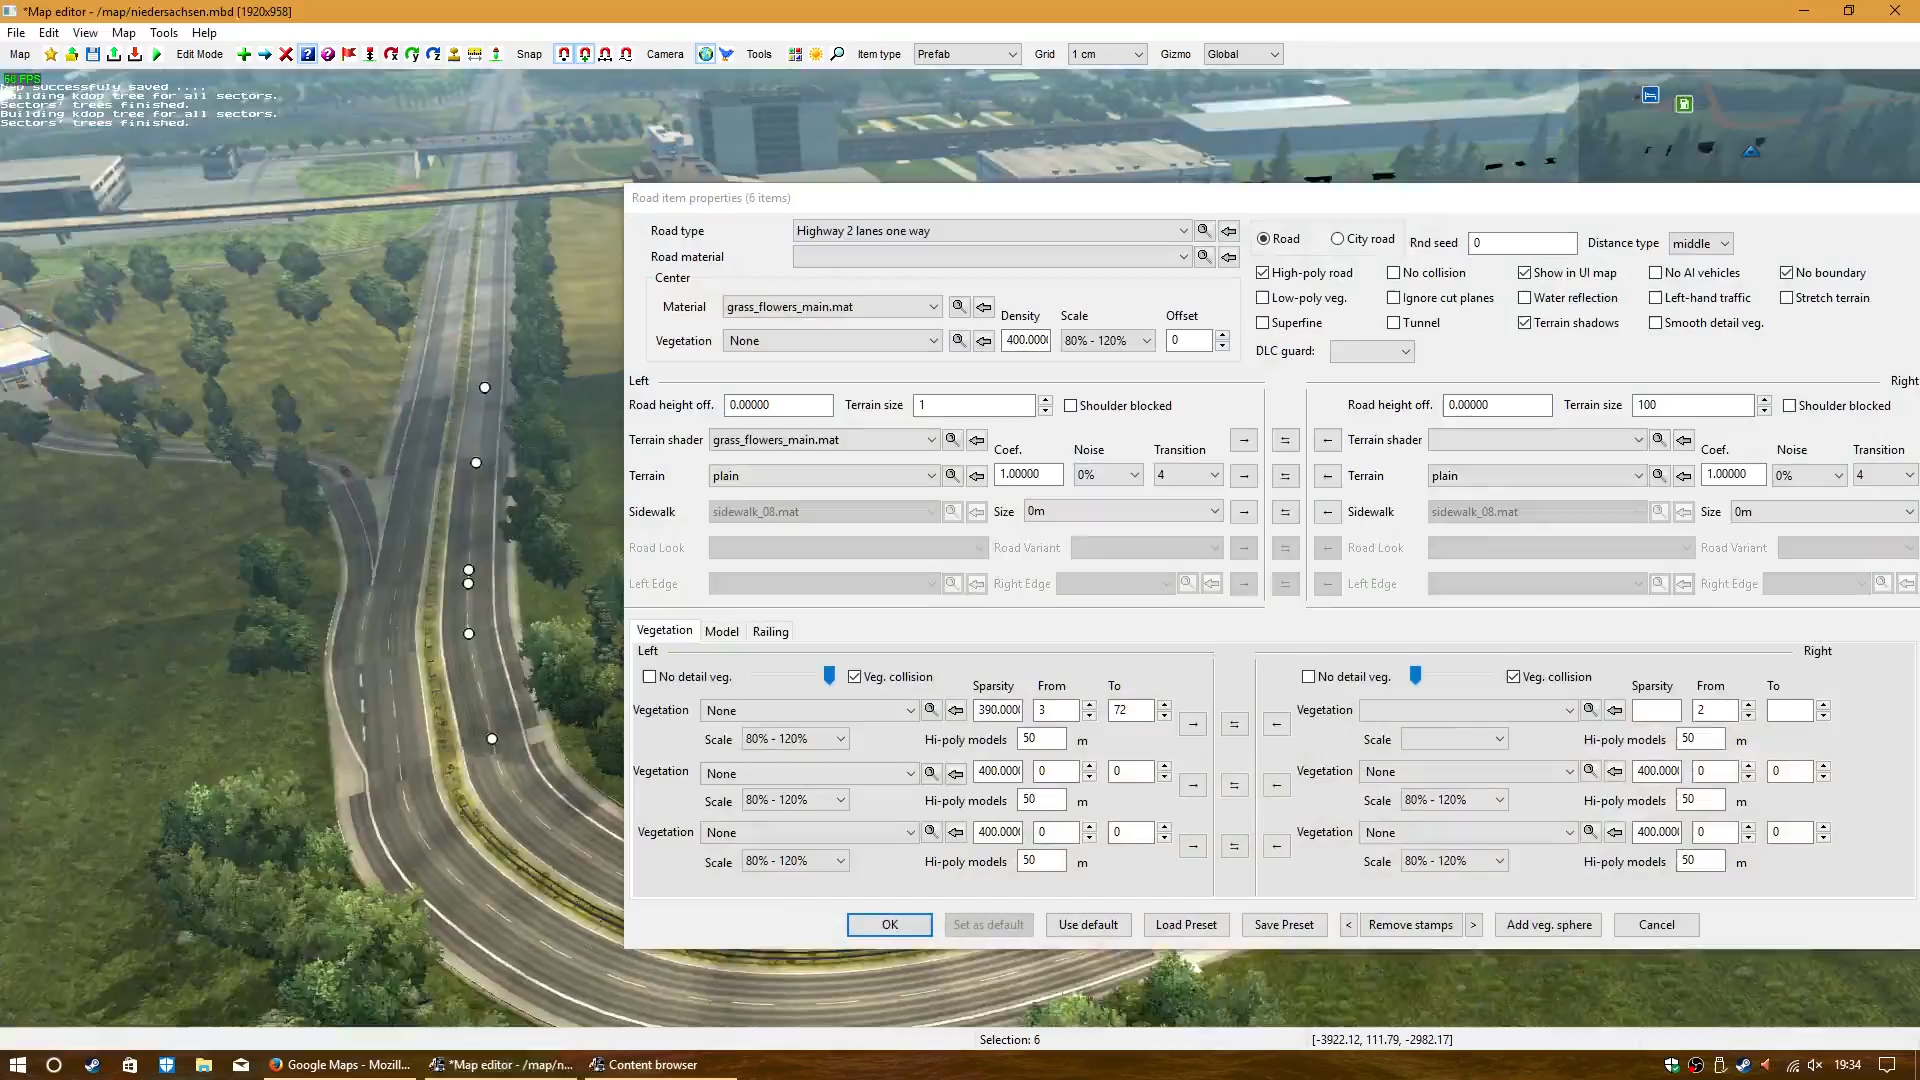 *Map editor - /map/niedersachsen.mbd [1920x958]
File Edit View Map Tools Help
Map Edit Mode Snap Camera Tools Item type Prefab Grid 1 cm Gizmo Global
60 FPS
Map successfuly saved ....
Building kdop tree for all sectors.
Sectors' trees finished.
Building kdop tree for all sectors.
Sectors' trees finished.
Road item properties (6 items)
Road type Highway 2 lanes one way Road City road Rnd seed 0 Distance type middle
Road material
Center
High-poly road No collision Show in UI map No AI vehicles No boundary
Low-poly veg. Ignore cut planes Water reflection Left-hand traffic Stretch terrain
Material grass_flowers_main.mat Density Scale Offset
Superfine Tunnel Terrain shadows Smooth detail veg.
Vegetation None 400.000 80% - 120% 0
DLC guard:
Left Right
Road height off. 0.00000 Terrain size 1 Shoulder blocked Road height off. 0.00000 Terrain size 100 Shoulder blocked
Terrain shader grass_flowers_main.mat Coef. Noise Transition → ⇆ ← Terrain shader Coef. Noise Transition
Terrain plain 1.00000 0% 4 → ⇆ ← Terrain plain 1.00000 0% 4
Sidewalk sidewalk_08.mat Size 0m → ⇆ ← Sidewalk sidewalk_08.mat Size 0m
Road Look Road Variant → ⇆ ← Road Look Road Variant
Left Edge Right Edge → ⇆ ← Left Edge Right Edge
Vegetation Model Railing
Left Right
No detail veg. Veg. collision Sparsity From To No detail veg. Veg. collision Sparsity From To
Vegetation None 390.000 3 72 → ⇆ ← Vegetation 2
Scale 80% - 120% Hi-poly models 50 m Scale Hi-poly models 50 m
Vegetation None 400.000 0 0 → ⇆ ← Vegetation None 400.000 0 0
Scale 80% - 120% Hi-poly models 50 m Scale 80% - 120% Hi-poly models 50 m
Vegetation None 400.000 0 0 → ⇆ ← Vegetation None 400.000 0 0
Scale 80% - 120% Hi-poly models 50 m Scale 80% - 120% Hi-poly models 50 m
OK Set as default Use default Load Preset Save Preset < Remove stamps > Add veg. sphere Cancel
Selection: 6 [-3922.12, 111.79, -2982.17]
Google Maps - Mozill... *Map editor - /map/n... Content browser 19:34